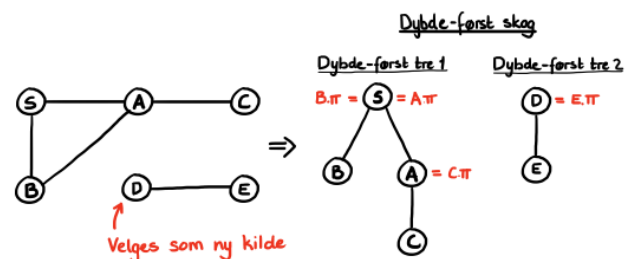 Dybde-først skog
Dybde-først tre 1
Dybde-først tre 2
S
A
C
B
D
E
Velges som ny kilde
⇒
B.π = S = A.π
B
A = C.π
C
D = E.π
E